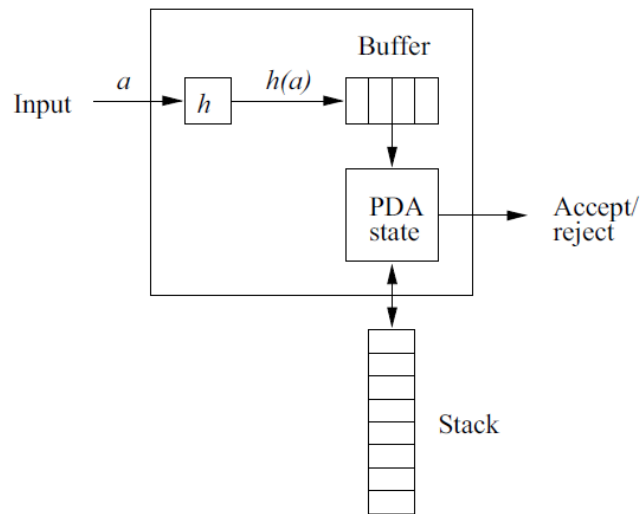 Buffer
a
h(a)
Input
h
PDA
state
Accept/
reject
Stack